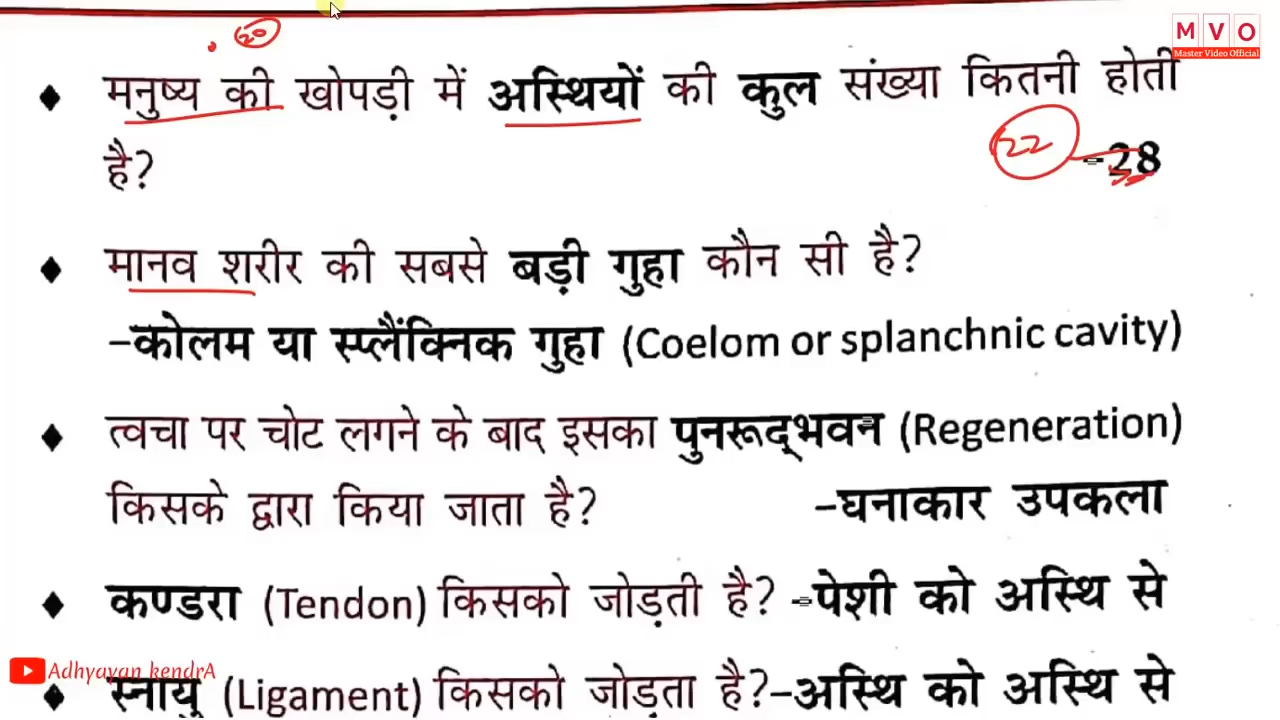 20
M V O
Master Video Official
♦ मनुष्य की खोपड़ी में अस्थियों की कुल संख्या कितनी होती
है? 22 -28
♦ मानव शरीर की सबसे बड़ी गुहा कौन सी है?
-कोलम या स्प्लैंक्निक गुहा (Coelom or splanchnic cavity)
♦ त्वचा पर चोट लगने के बाद इसका पुनरूद्भवन (Regeneration)
किसके द्वारा किया जाता है? -घनाकार उपकला
♦ कण्डरा (Tendon) किसको जोड़ती है? -पेशी को अस्थि से
Adhyayan kendrA
♦ स्नायु (Ligament) किसको जोड़ता है?-अस्थि को अस्थि से